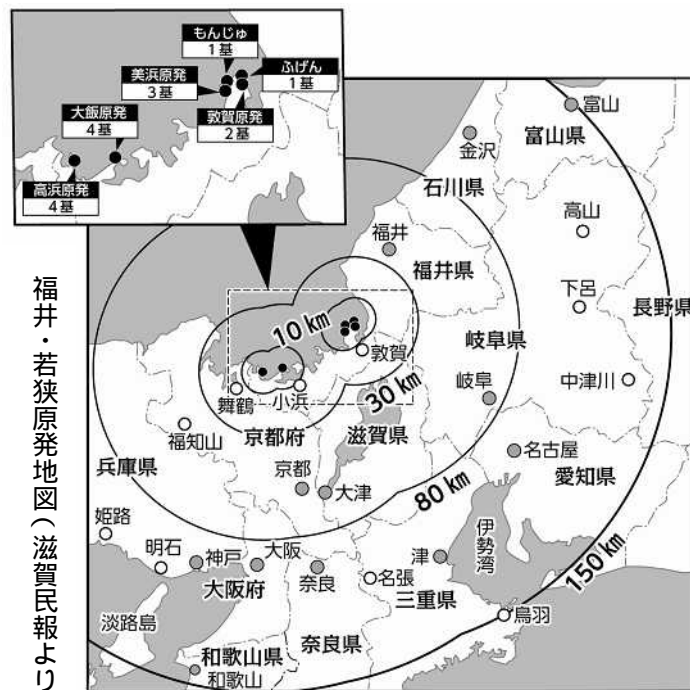 もんじゅ
1基
ふげん
1基
美浜原発
3基
敦賀原発
2基
大飯原発
4基
高浜原発
4基
富山
富山県
金沢
石川県
高山
福井
福井県
下呂
長野県
10km
岐阜県
敦賀
30km
岐阜
中津川
舞鶴
小浜
京都府
滋賀県
福知山
兵庫県
名古屋
愛知県
京都
大津
80km
姫路
明石
神戸
大阪
大阪府
奈良
名張
津
伊勢湾
150km
三重県
鳥羽
淡路島
奈良県
和歌山県
和歌山
福井・若狭原発地図(滋賀民報より